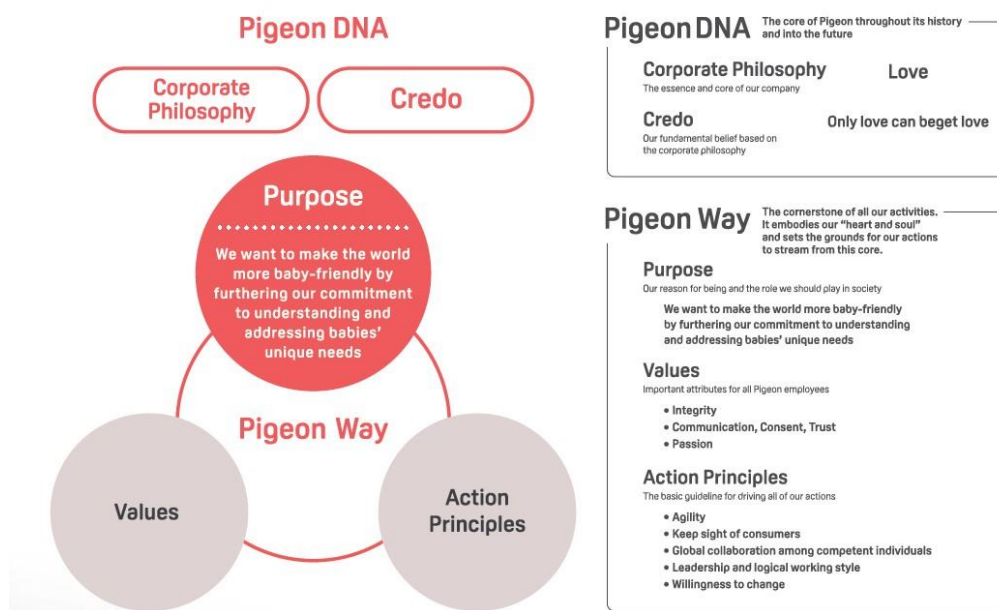 Pigeon DNA
Corporate
Philosophy
Credo
Purpose
We want to make the world
more baby-friendly by
furthering our commitment
to understanding and
addressing babies’
unique needs
Pigeon Way
Values
Action
Principles
Pigeon DNA
The core of Pigeon throughout its history
and into the future
Corporate Philosophy
The essence and core of our company
Love
Credo
Our fundamental belief based on
the corporate philosophy
Only love can beget love
Pigeon Way
The cornerstone of all our activities.
It embodies our “heart and soul”
and sets the grounds for our actions
to stream from this core.
Purpose
Our reason for being and the role we should play in society
We want to make the world more baby-friendly
by furthering our commitment to understanding
and addressing babies’ unique needs
Values
Important attributes for all Pigeon employees
• Integrity
• Communication, Consent, Trust
• Passion
Action Principles
The basic guideline for driving all of our actions
• Agility
• Keep sight of consumers
• Global collaboration among competent individuals
• Leadership and logical working style
• Willingness to change